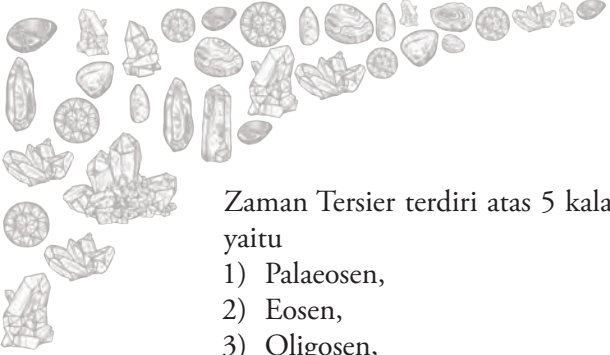 Zaman Tersier terdiri atas 5 kala
yaitu
1) Palaeosen,
2) Eosen,
3) Oligosen,